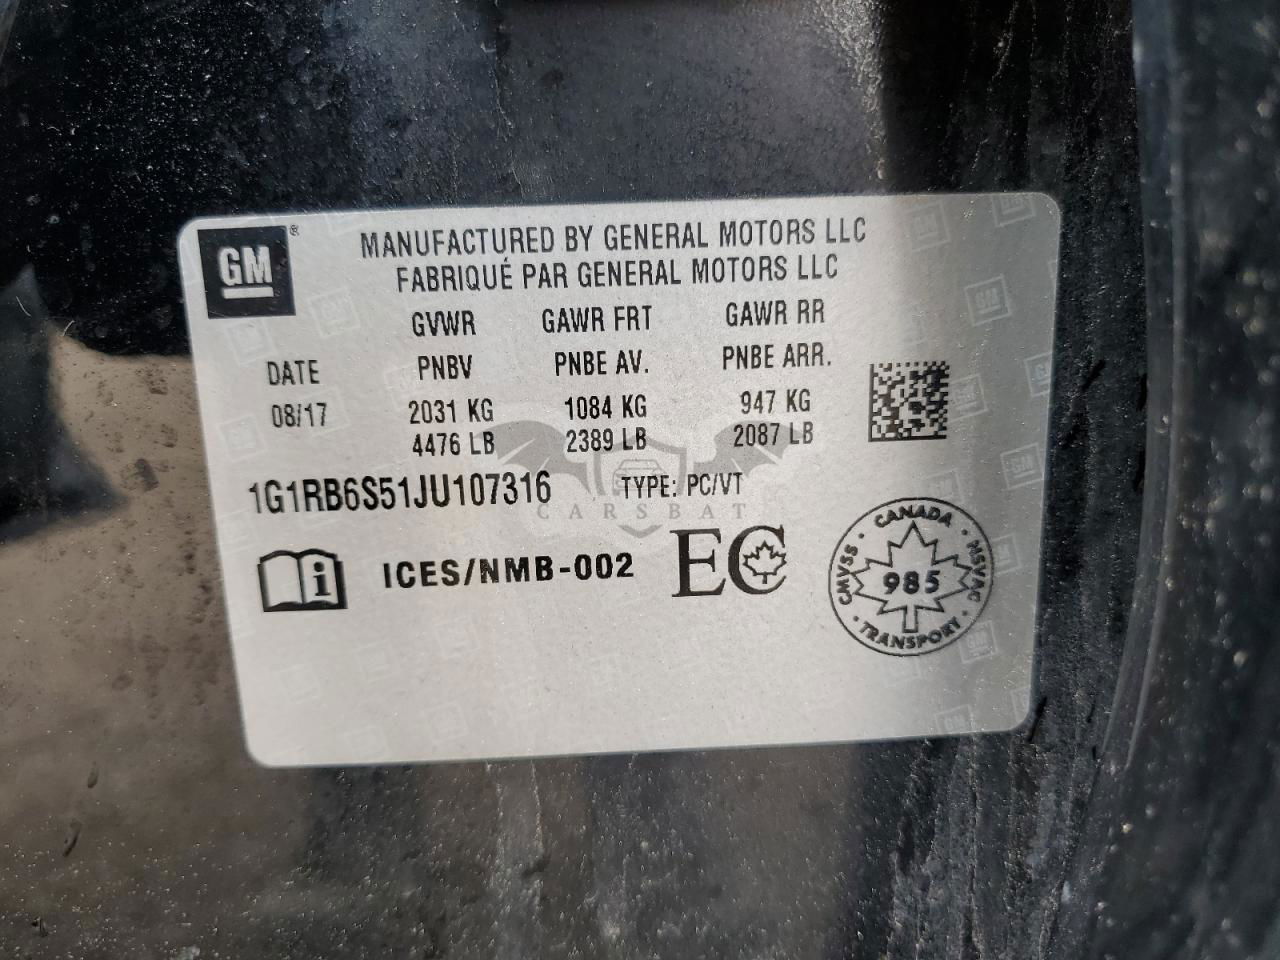 GM®
MANUFACTURED BY GENERAL MOTORS LLC
FABRIQUÉ PAR GENERAL MOTORS LLC
GVWR GAWR FRT GAWR RR
DATE PNBV PNBE AV. PNBE ARR.
08/17 2031 KG 1084 KG 947 KG
4476 LB 2389 LB 2087 LB
1G1RB6S51JU107316 TYPE: PC/VT
CARSBAT
i ICES/NMB-002 EC
CANADA
CMVSS 985 NSVAC
TRANSPORT